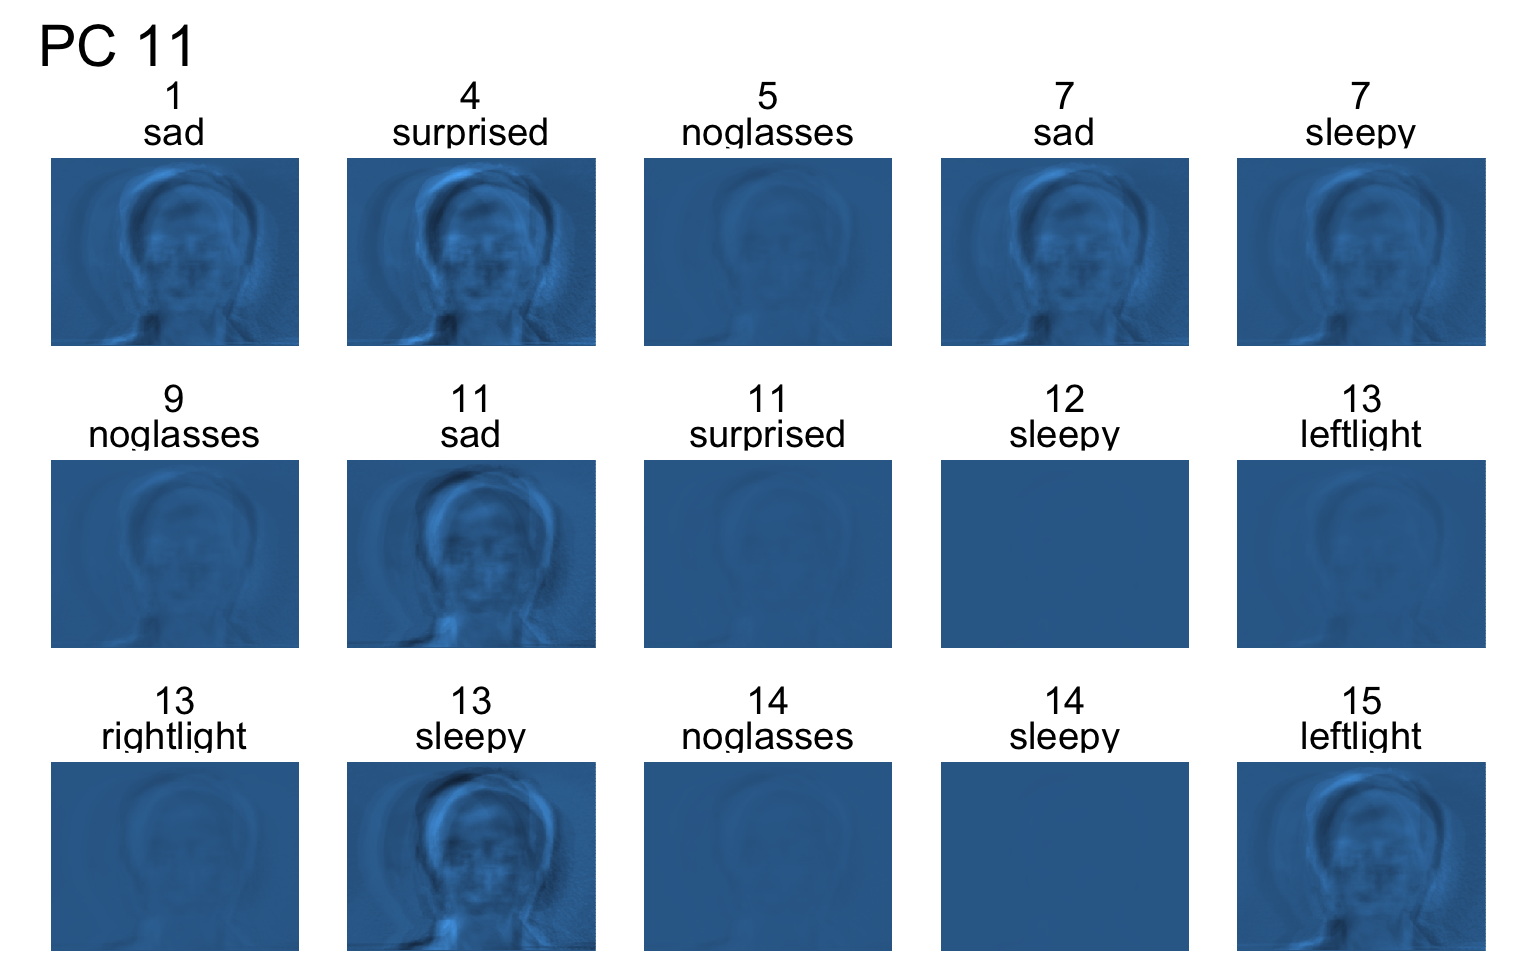 PC 11
1 4 5 7 7
sad surprised noglasses sad sleepy
9 11 11 12 13
noglasses sad surprised sleepy leftlight
13 13 14 14 15
rightlight sleepy noglasses sleepy leftlight